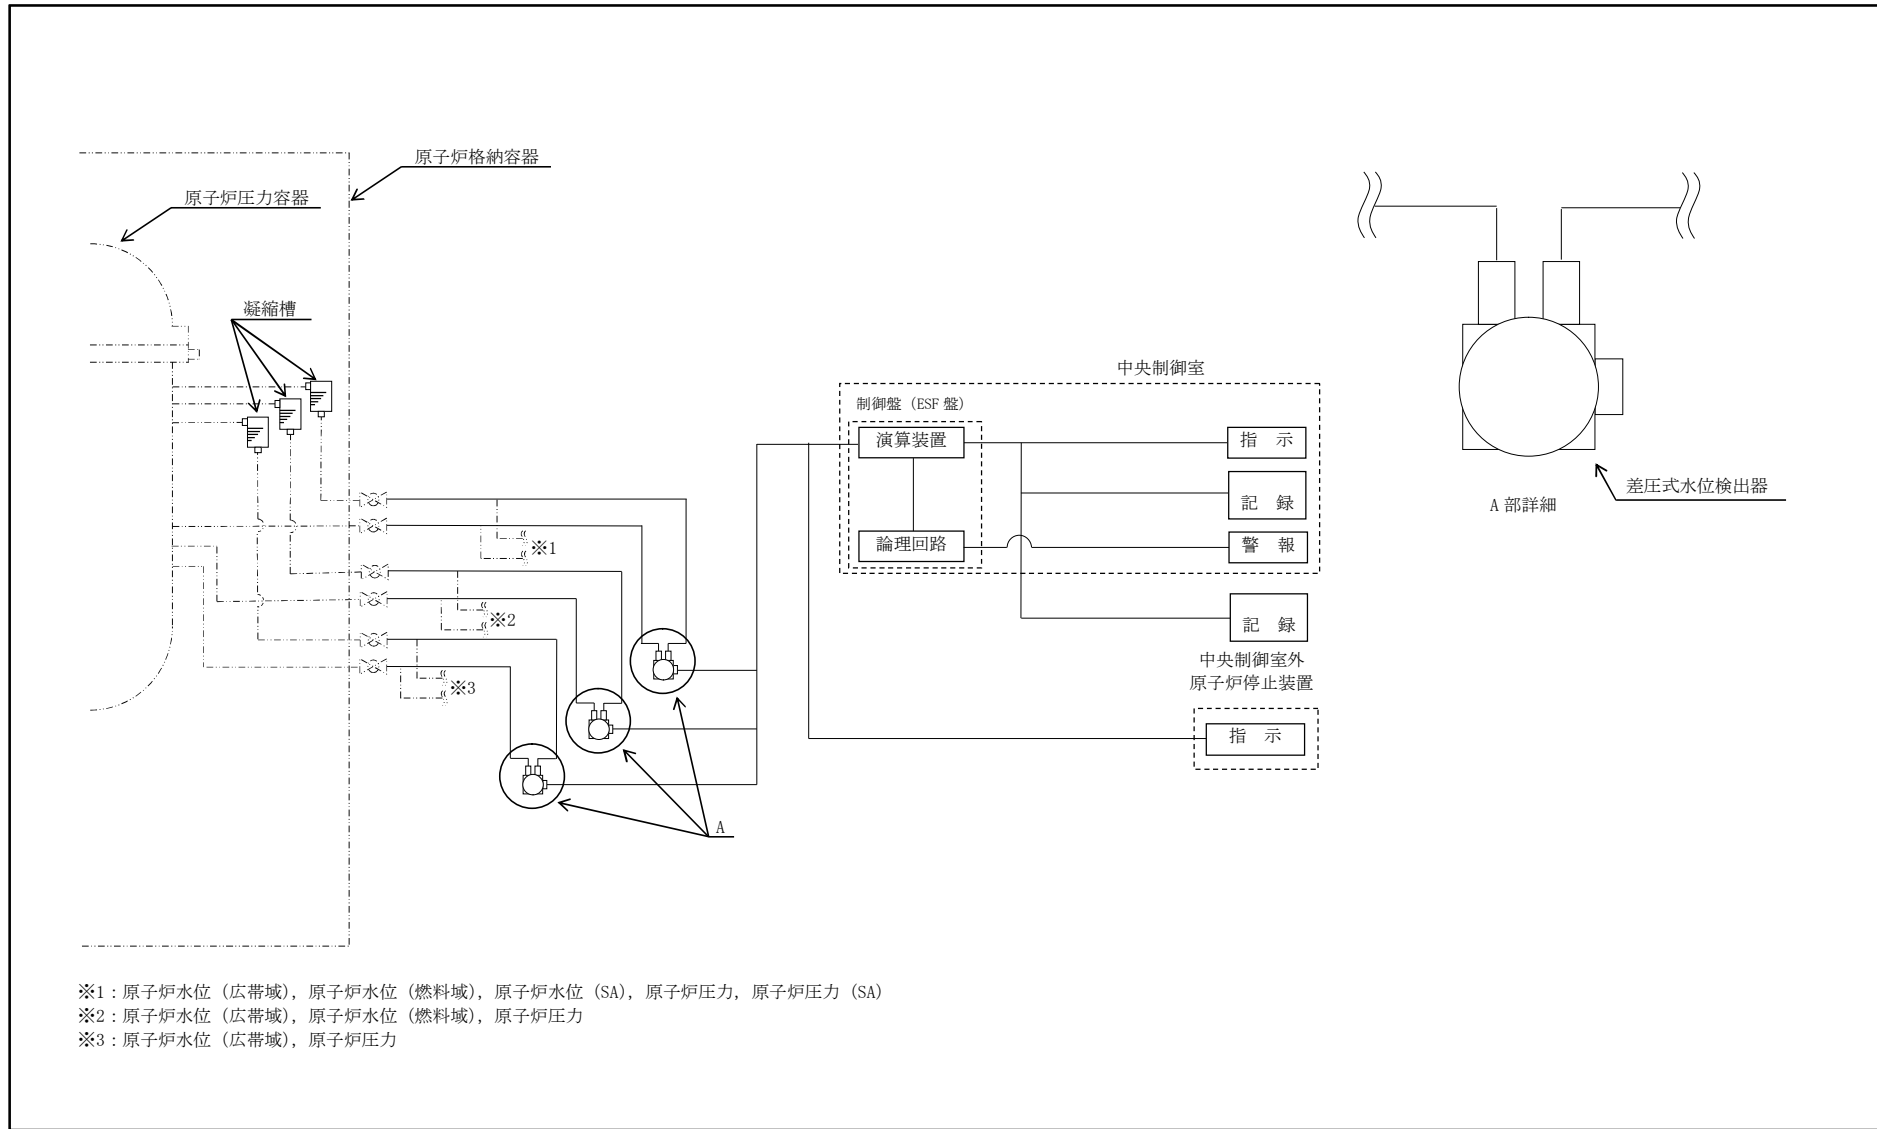 原子炉格納容器
原子炉圧力容器
凝縮槽
中央制御室
制御盤（ESF 盤）
演算装置
指　示
記　録
論理回路
警　報
記　録
中央制御室外
原子炉停止装置
指　示
※1
※2
※3
A
差圧式水位検出器
A 部詳細
※1：原子炉水位（広帯域），原子炉水位（燃料域），原子炉水位（SA），原子炉圧力，原子炉圧力（SA）
※2：原子炉水位（広帯域），原子炉水位（燃料域），原子炉圧力
※3：原子炉水位（広帯域），原子炉圧力